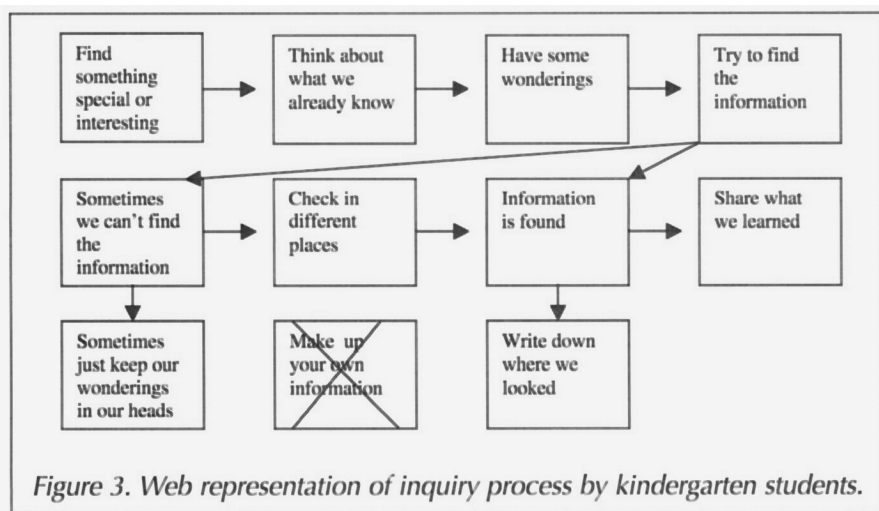 Find
something
special or
interesting
Think about
what we
already know
Have some
wonderings
Try to find
the
information
Sometimes
we can't find
the
information
Check in
different
places
Information
is found
Share what
we learned
Sometimes
just keep our
wonderings
in our heads
Make up
your own
information
Write down
where we
looked
Figure 3. Web representation of inquiry process by kindergarten students.